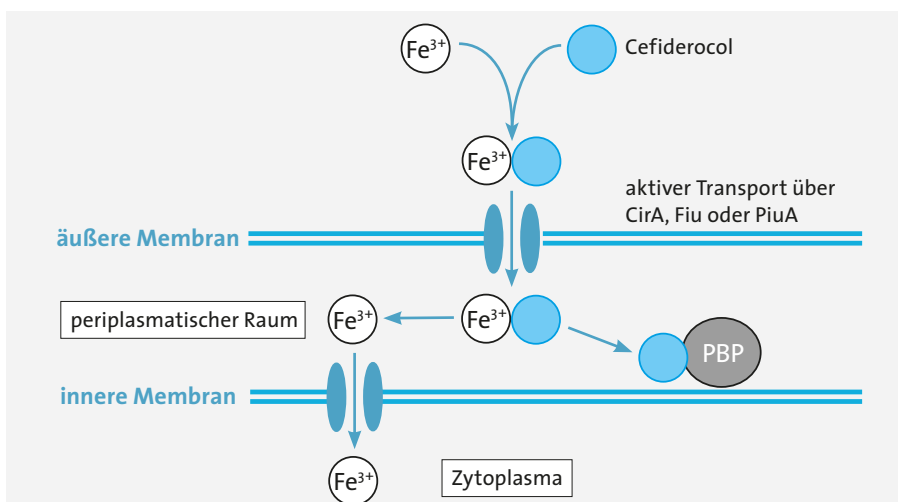 Fe³⁺
Cefiderocol
Fe³⁺
aktiver Transport über
CirA, Fiu oder PiuA
äußere Membran
periplasmatischer Raum
Fe³⁺
Fe³⁺
PBP
innere Membran
Fe³⁺
Zytoplasma